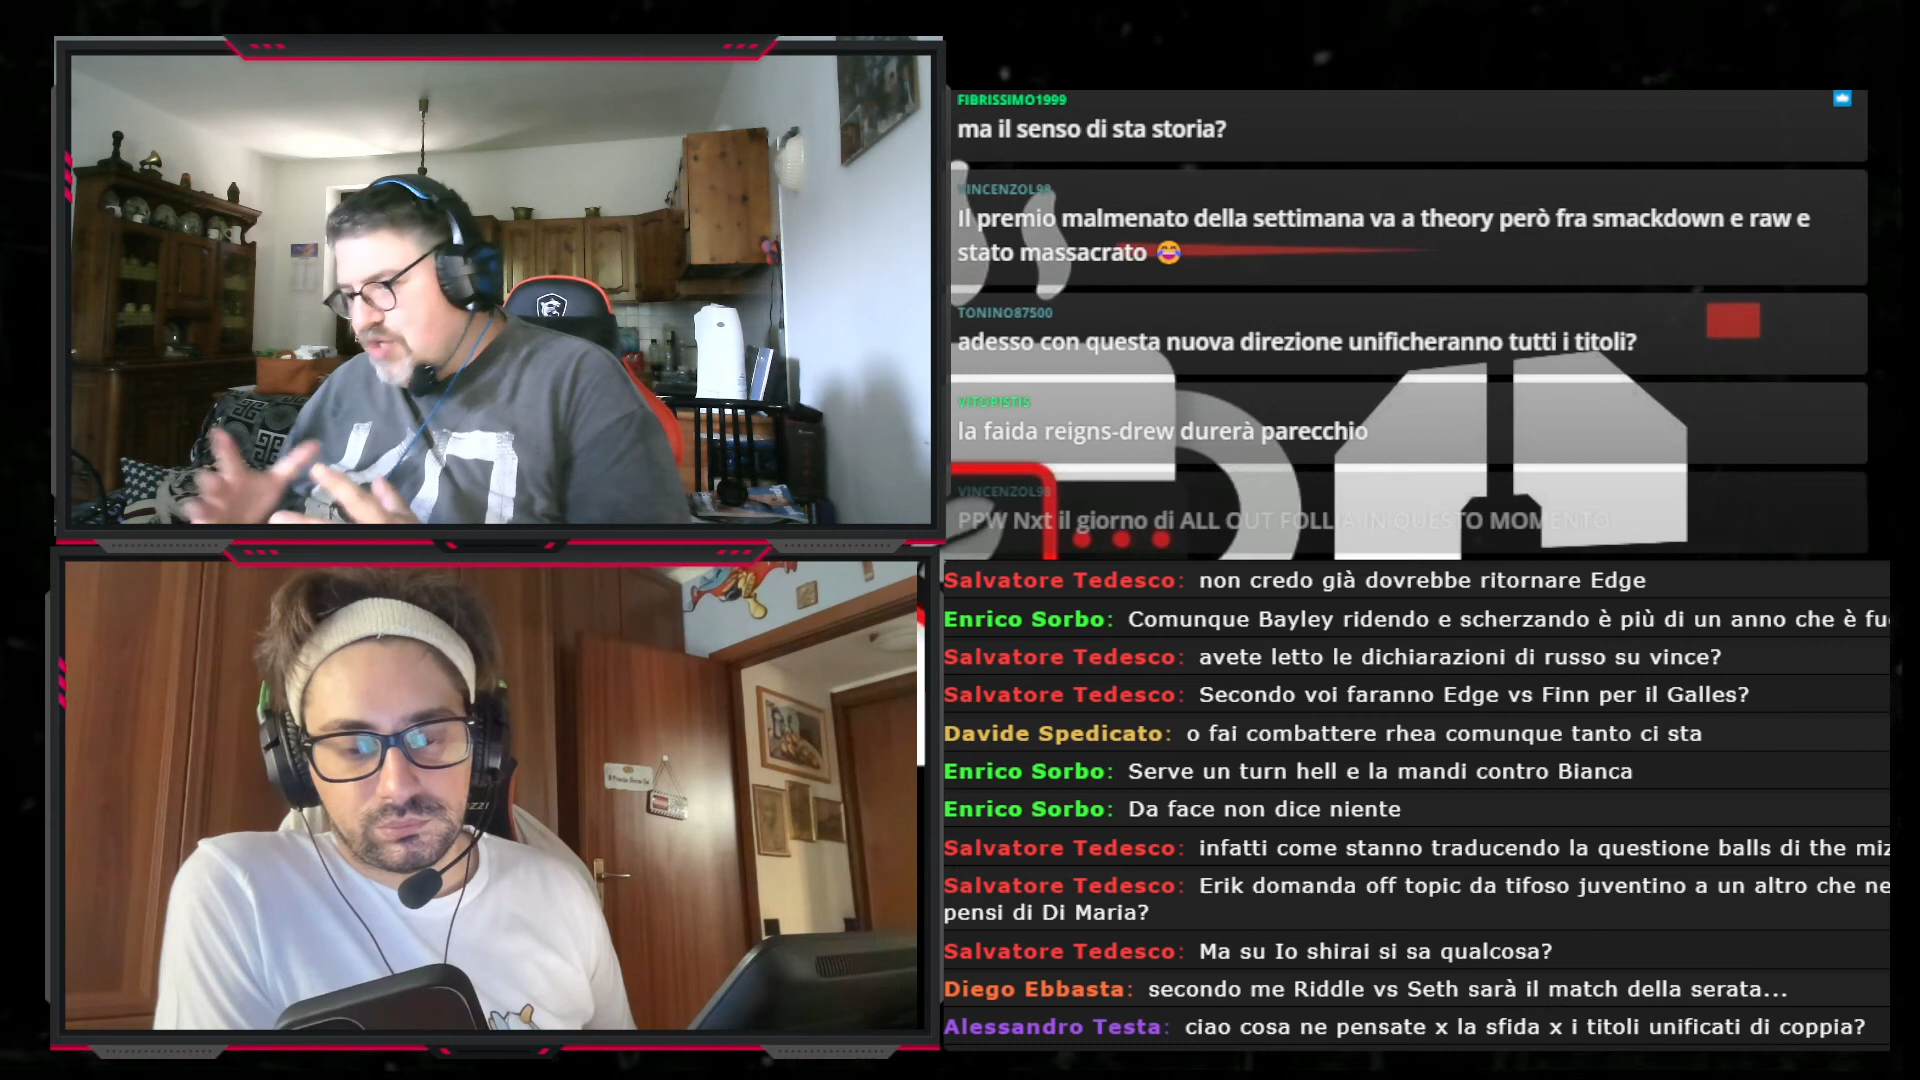 FIBRISSIMO1999
ma il senso di sta storia?
VINCENZOL98
Il premio malmenato della settimana va a theory però fra smackdown e raw e
stato massacrato 😂
TONINO87500
adesso con questa nuova direzione unificheranno tutti i titoli?
VITORISTIS
la faida reigns-drew durerà parecchio
VINCENZOL98
PPW Nxt il giorno di ALL OUT FOLLIA IN QUESTO MOMENTO
Salvatore Tedesco: non credo già dovrebbe ritornare Edge
Enrico Sorbo: Comunque Bayley ridendo e scherzando è più di un anno che è fu
Salvatore Tedesco: avete letto le dichiarazioni di russo su vince?
Salvatore Tedesco: Secondo voi faranno Edge vs Finn per il Galles?
Davide Spedicato: o fai combattere rhea comunque tanto ci sta
Enrico Sorbo: Serve un turn hell e la mandi contro Bianca
Enrico Sorbo: Da face non dice niente
Salvatore Tedesco: infatti come stanno traducendo la questione balls di the miz
Salvatore Tedesco: Erik domanda off topic da tifoso juventino a un altro che ne
pensi di Di Maria?
Salvatore Tedesco: Ma su Io shirai si sa qualcosa?
Diego Ebbasta: secondo me Riddle vs Seth sarà il match della serata...
Alessandro Testa: ciao cosa ne pensate x la sfida x i titoli unificati di coppia?